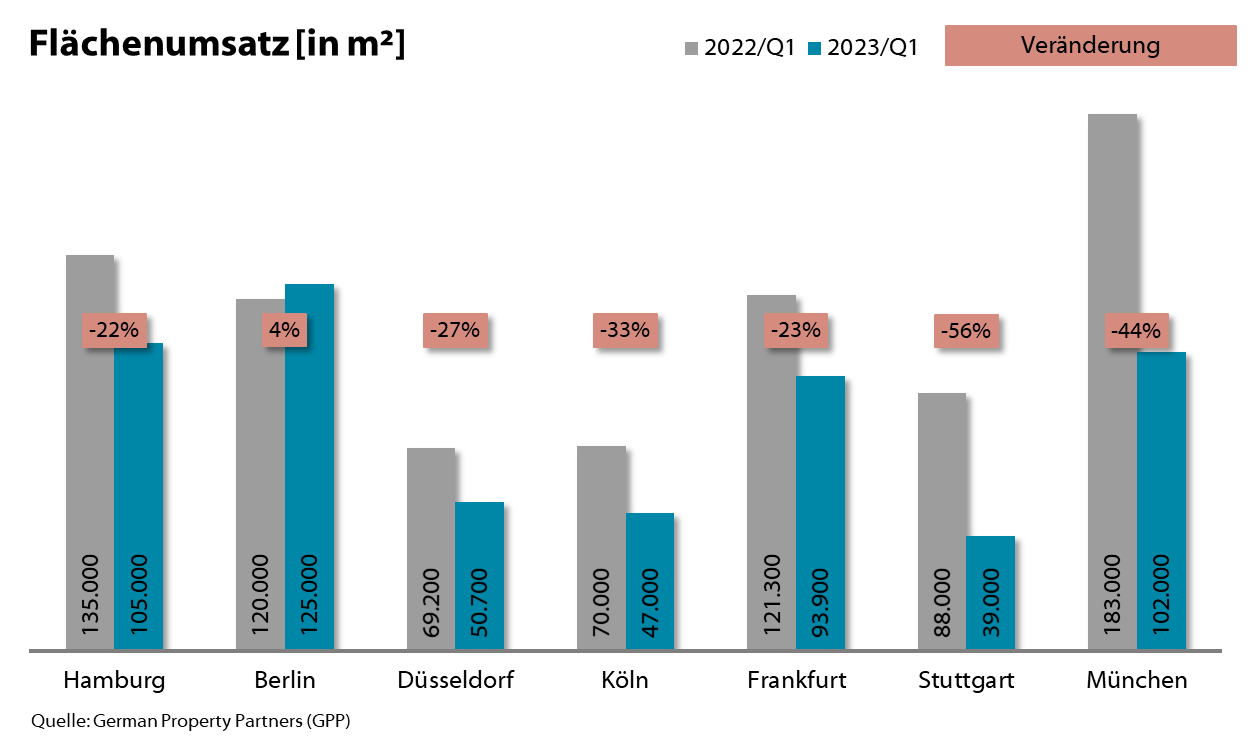 Flächenumsatz [in m²]
2022/Q1 2023/Q1
Veränderung
-22% 4% -27% -33% -23% -56% -44%
135.000 105.000 120.000 125.000 69.200 50.700 70.000 47.000 121.300 93.900 88.000 39.000 183.000 102.000
Hamburg Berlin Düsseldorf Köln Frankfurt Stuttgart München
Quelle: German Property Partners (GPP)